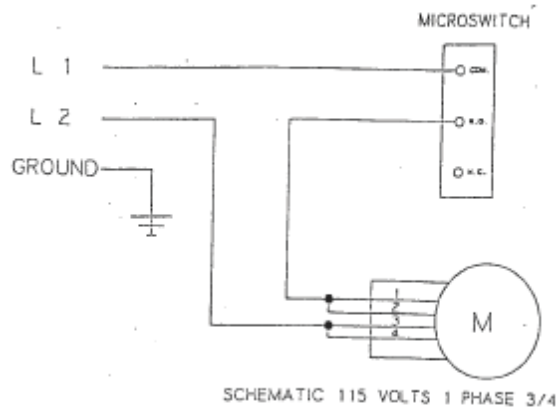 MICROSWITCH
L 1
COM.
L 2
N.O.
GROUND
N.C.
1
2
3
4
M
SCHEMATIC 115 VOLTS 1 PHASE 3/4